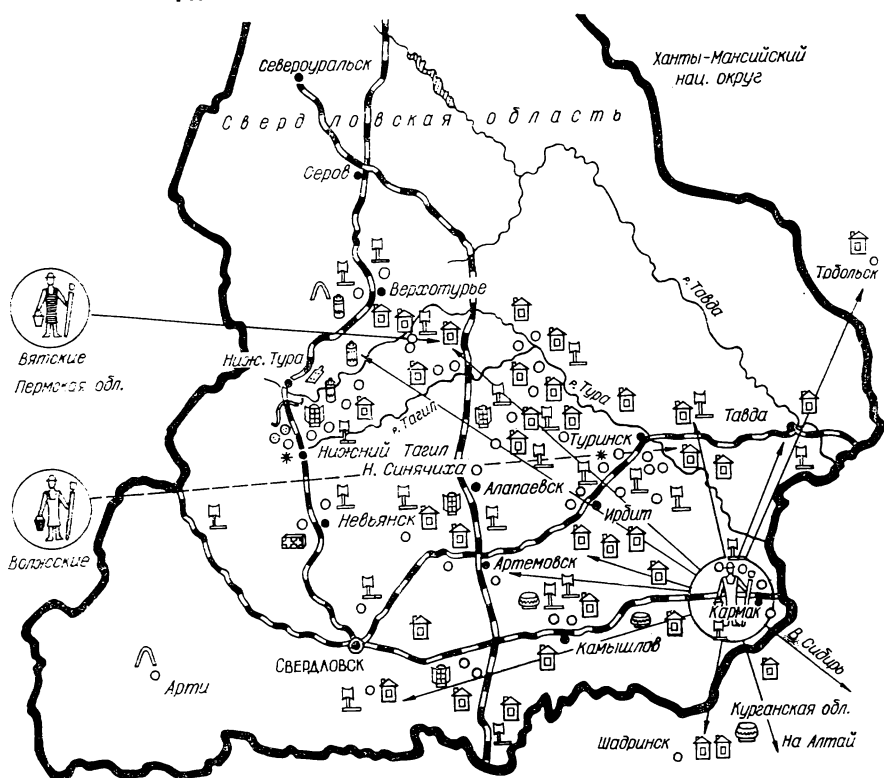 Ханты-Мансийский
нац. округ
Североуральск
Свердловская область
Серов
Тобольск
р. Тавда
Верхотурье
Вятские
Пермская обл.
Ниж. Тура
р. Тура
р. Тагил
Тавда
Туринск
Нижний Тагил
Н. Синячиха
Алапаевск
Ирбит
Невьянск
Волжские
Артемовск
Кармак
Камышлов
СВЕРДЛОВСК
В. Сибирь
Арти
Курганская обл.
Шадринск
На Алтай